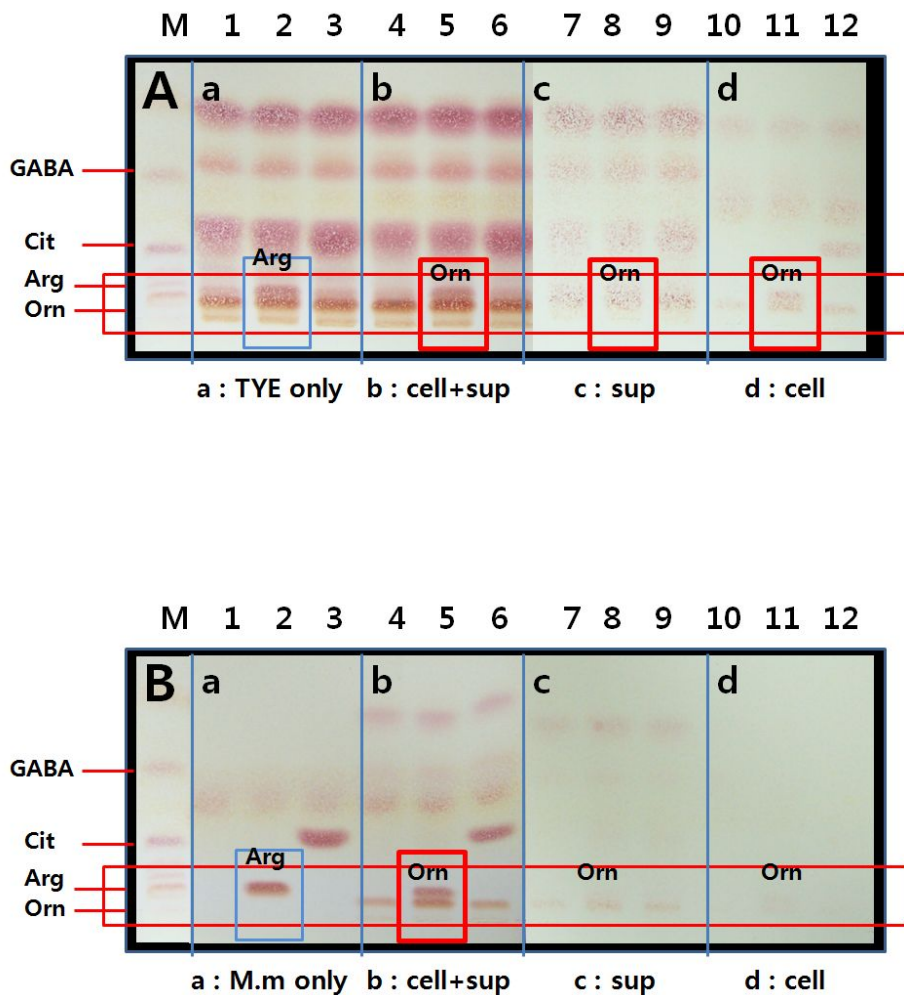 M 1 2 3 4 5 6 7 8 9 10 11 12
A a b c d
GABA
Cit
Arg
Arg Orn Orn Orn
Orn
a : TYE only b : cell+sup c : sup d : cell
M 1 2 3 4 5 6 7 8 9 10 11 12
B a b c d
GABA
Cit
Arg
Arg Orn Orn Orn
Orn
a : M.m only b : cell+sup c : sup d : cell